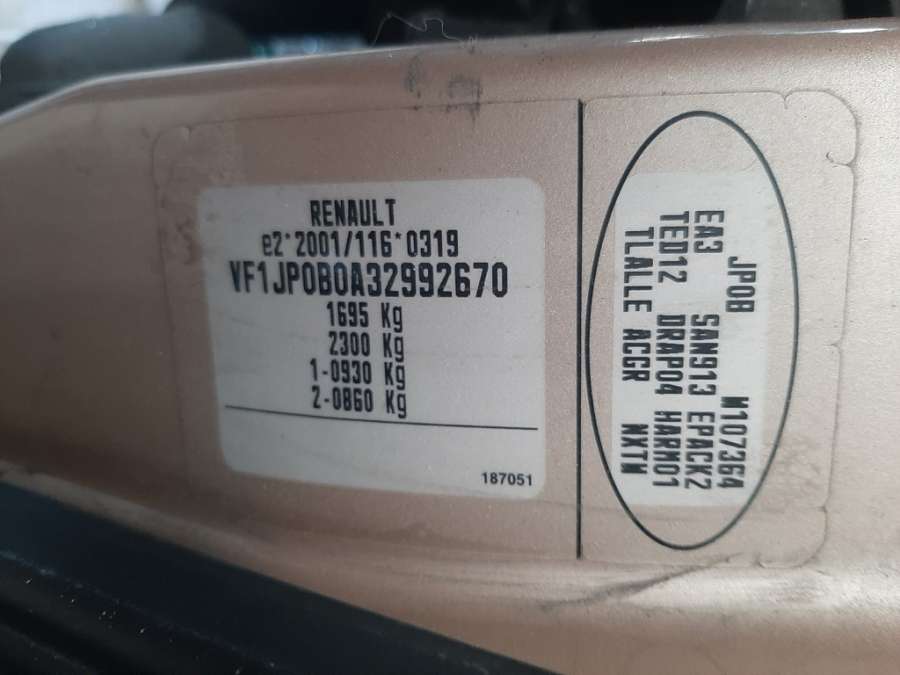 RENAULT
e2*2001/116*0319
VF1JP0B0A32992670
1695 Kg
2300 Kg
1-0930 Kg
2-0860 Kg
187051
JP0B M107364
EA3 SAN913 EPACK2
TED12 DRAP04 HARM01
TLALLE ACGR NXTM